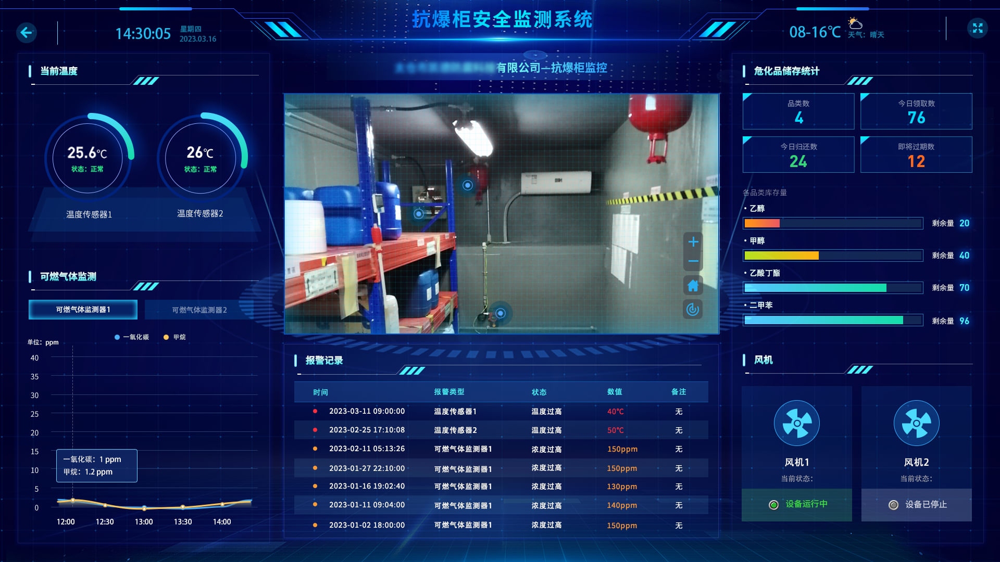 抗爆柜安全监测系统
14:30:05
星期四
2023.03.16
08-16℃
天气：晴天
有限公司—抗爆柜监控
当前温度
25.6℃
状态：正常
温度传感器1
26℃
状态：正常
温度传感器2
可燃气体监测
可燃气体监测器1
可燃气体监测器2
单位：ppm
一氧化碳
甲烷
40
35
30
25
20
15
10
5
0
一氧化碳：1 ppm
甲烷：1.2 ppm
12:00 12:30 13:00 13:30 14:00
报警记录
时间 报警类型 状态 数值 备注
2023-03-11 09:00:00 温度传感器1 温度过高 40℃ 无
2023-02-25 17:10:08 温度传感器2 温度过高 50℃ 无
2023-02-11 05:13:26 可燃气体监测器1 浓度过高 150ppm 无
2023-01-27 22:10:00 可燃气体监测器1 浓度过高 150ppm 无
2023-01-16 19:02:40 可燃气体监测器1 浓度过高 130ppm 无
2023-01-11 09:04:00 可燃气体监测器1 浓度过高 140ppm 无
2023-01-02 18:00:00 可燃气体监测器1 浓度过高 150ppm 无
危化品储存统计
品类数
4
今日领取数
76
今日归还数
24
即将过期数
12
各品类库存量
·乙醇
剩余量 20
·甲醇
剩余量 40
·乙酸丁酯
剩余量 70
·二甲苯
剩余量 96
风机
风机1
当前状态：
设备运行中
风机2
当前状态：
设备已停止